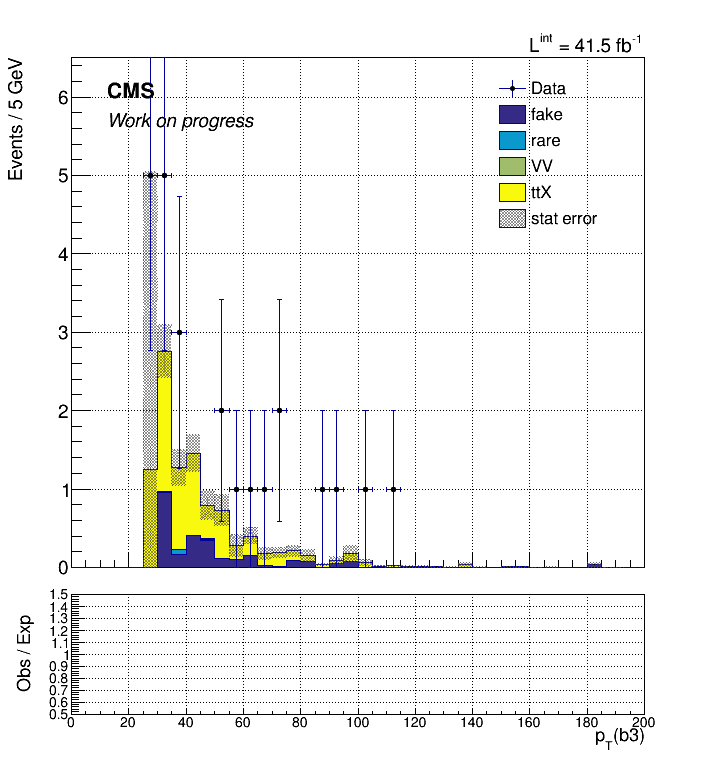 L^int = 41.5 fb^-1
Events / 5 GeV
CMS
Work on progress
Data
fake
rare
VV
ttX
stat error
6
5
4
3
2
1
0
Obs / Exp
1.5
1.4
1.3
1.2
1.1
1
0.9
0.8
0.7
0.6
0.5
0 20 40 60 80 100 120 140 160 180 200
p_T(b3)